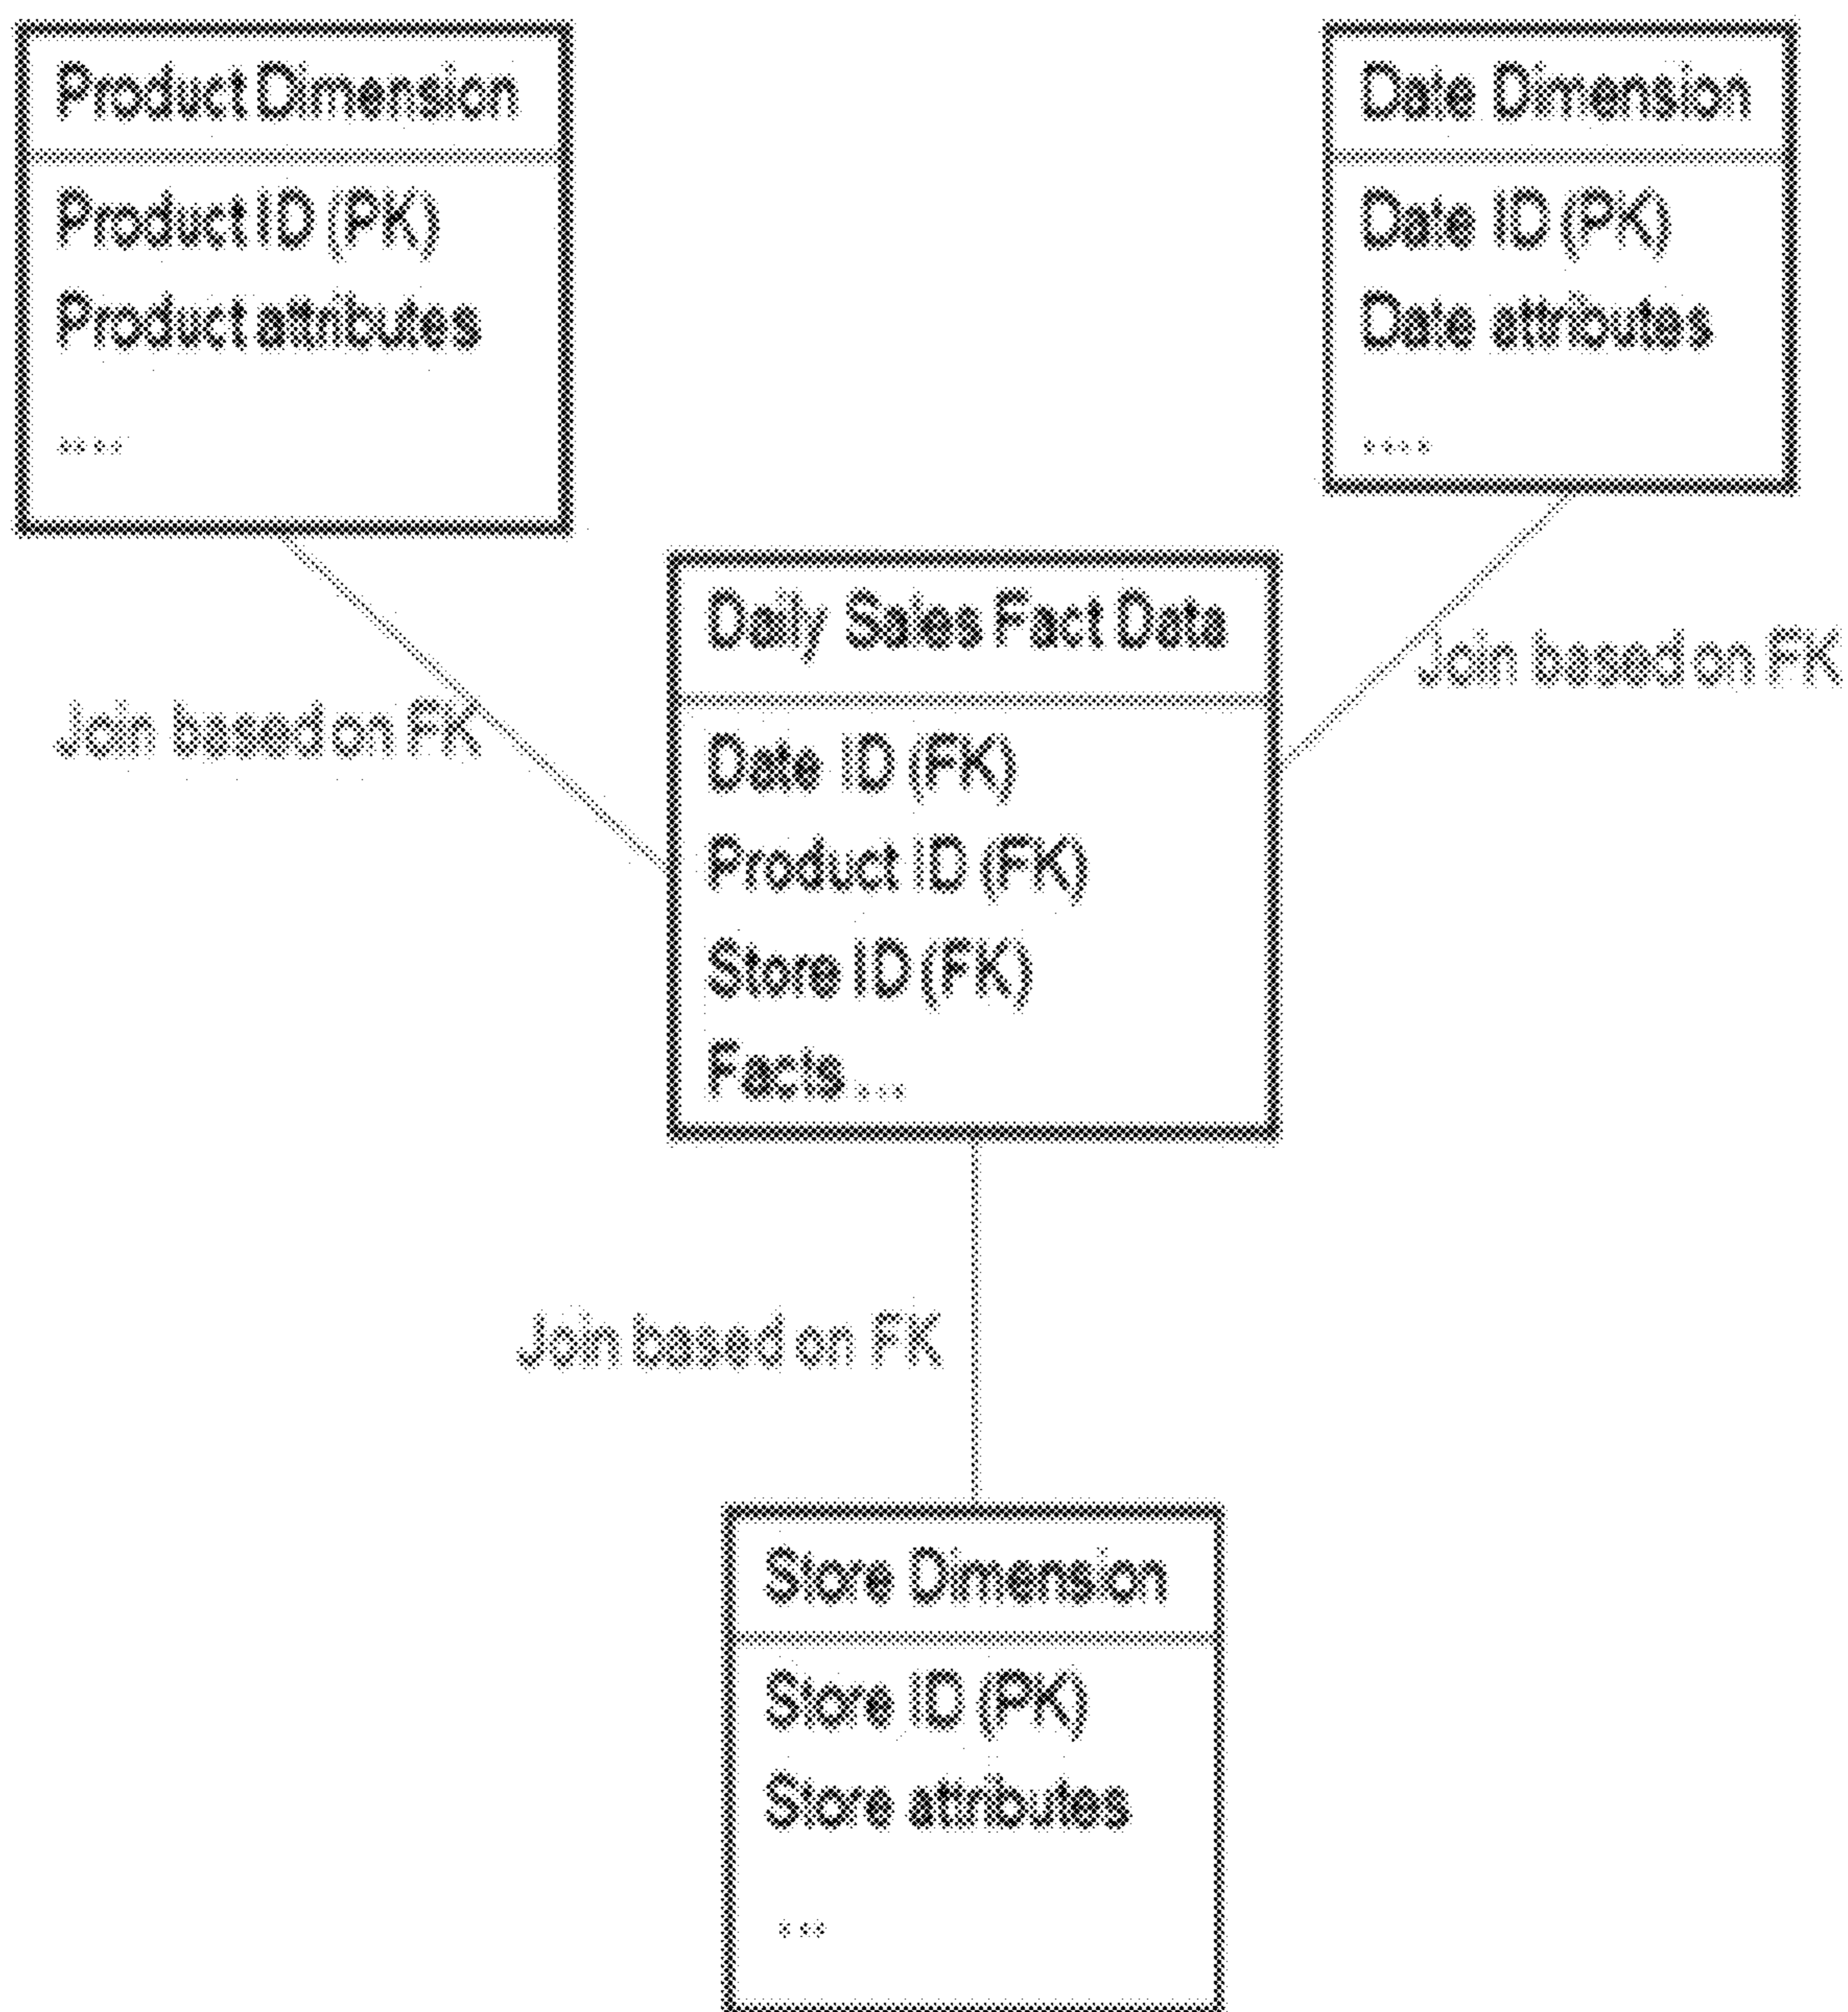 Product Dimension
Product ID (PK)
Product attributes
....
Date Dimension
Date ID (PK)
Date attributes
....
Join based on FK
Daily Sales Fact Data
Date ID (FK)
Product ID (FK)
Store ID (FK)
Facts ...
Join based on FK
Join based on FK
Store Dimension
Store ID (PK)
Store attributes
...